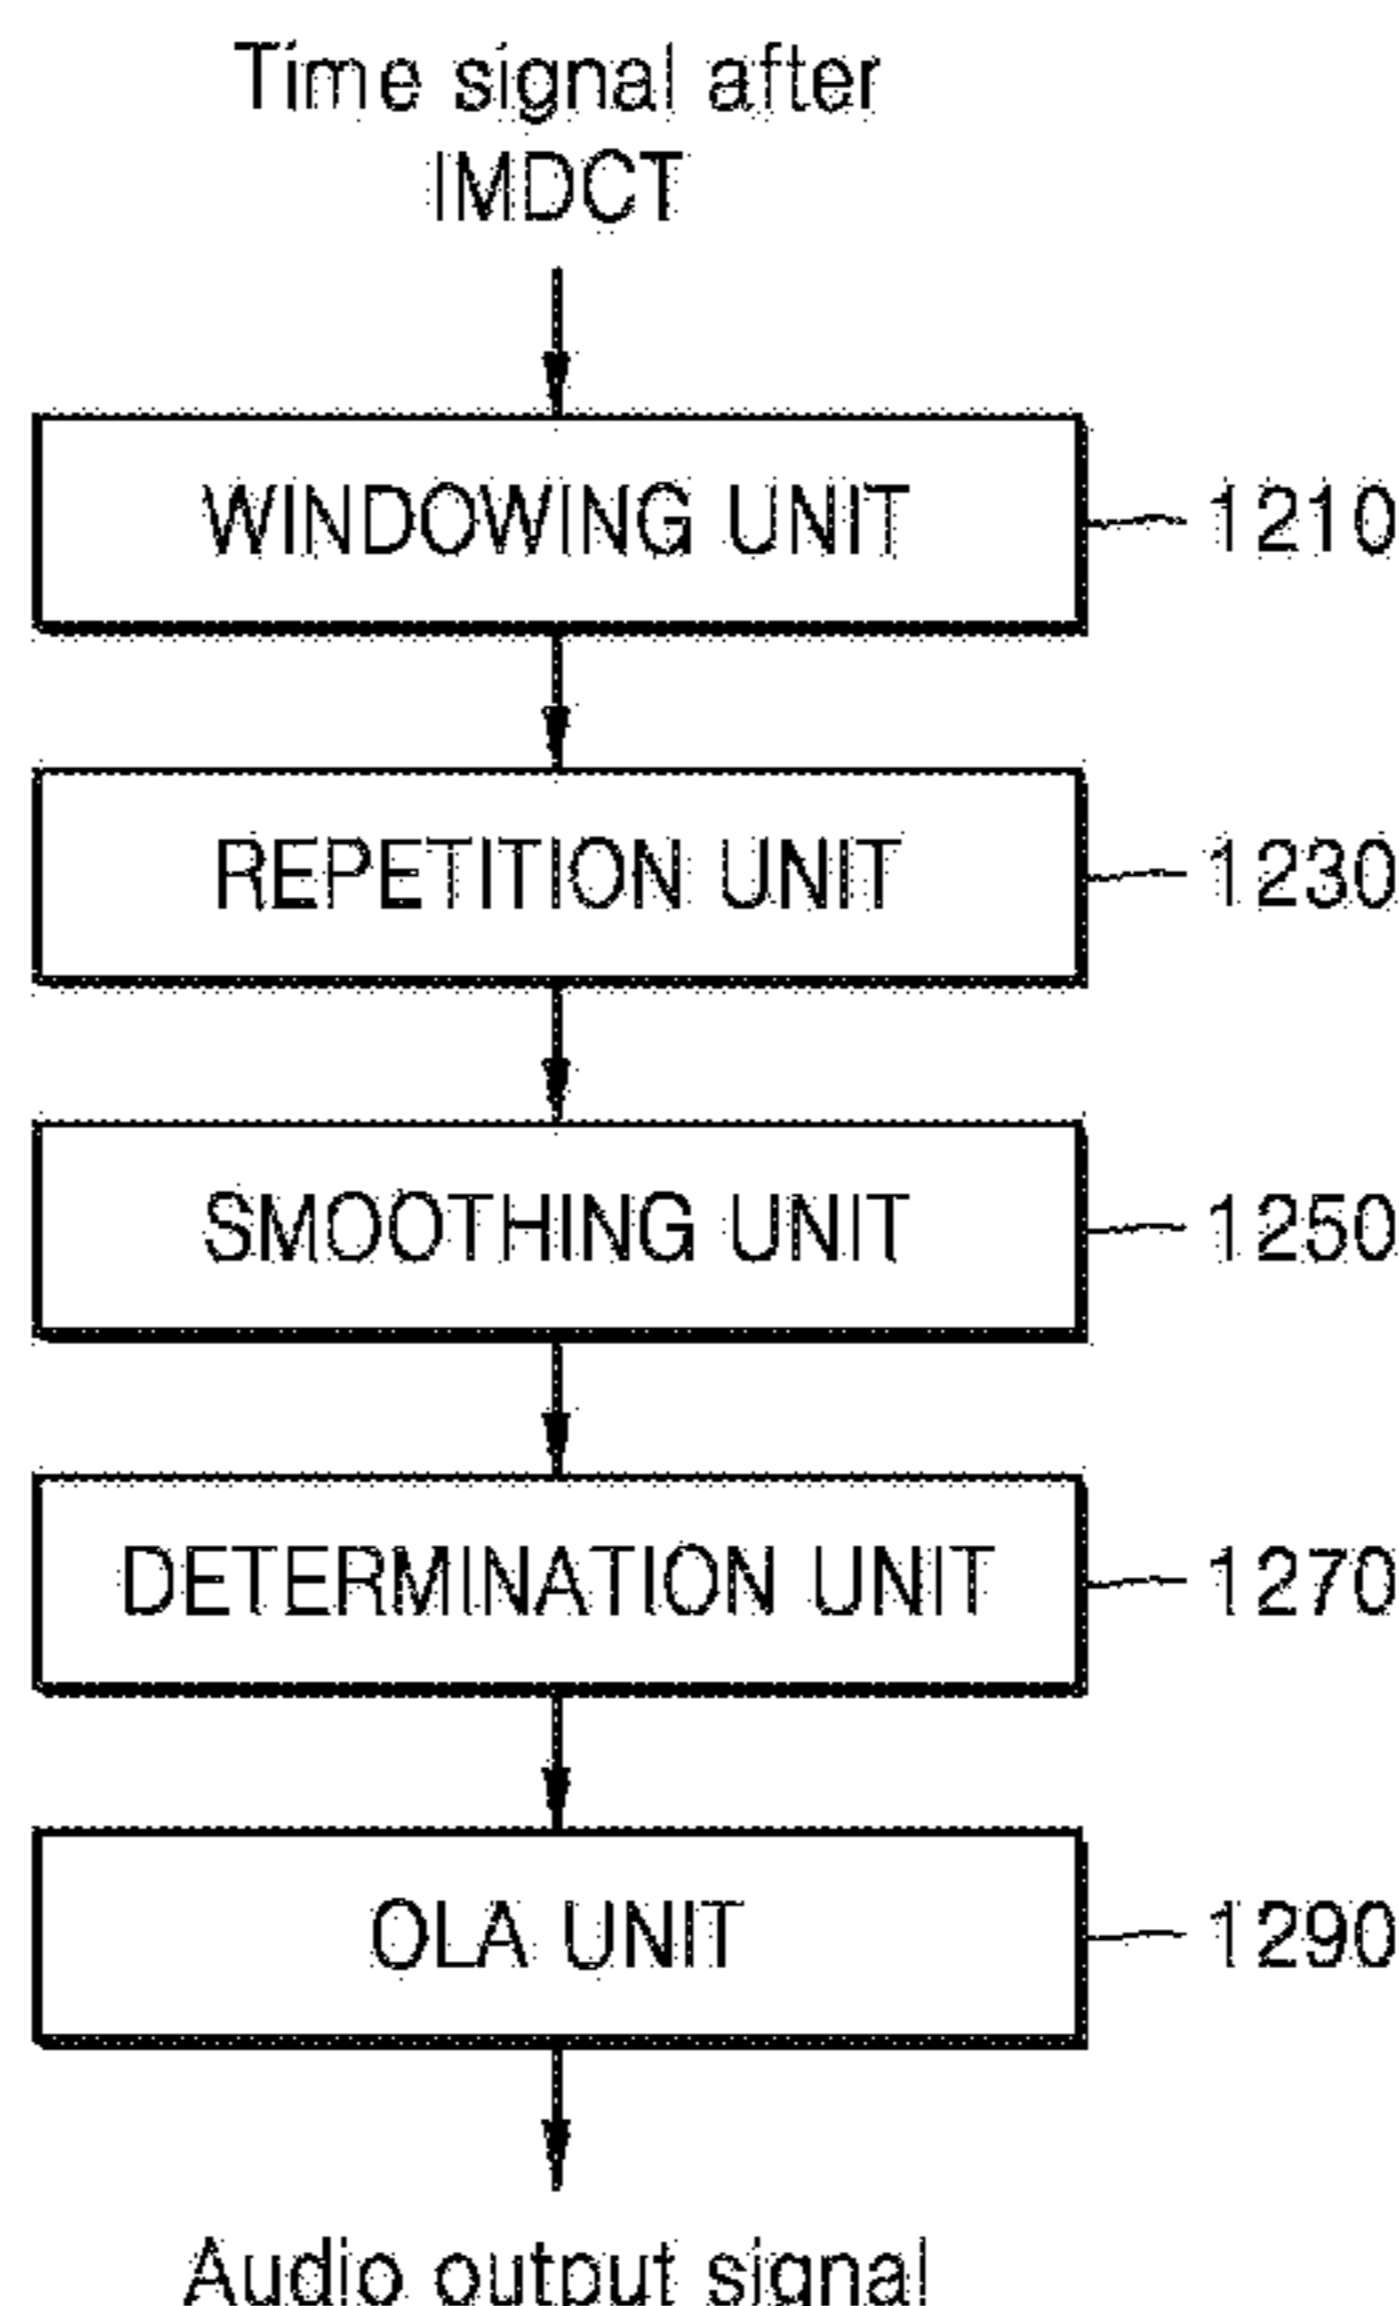 Time signal after
IMDCT
WINDOWING UNIT 1210
REPETITION UNIT 1230
SMOOTHING UNIT 1250
DETERMINATION UNIT 1270
OLA UNIT 1290
Audio output signal